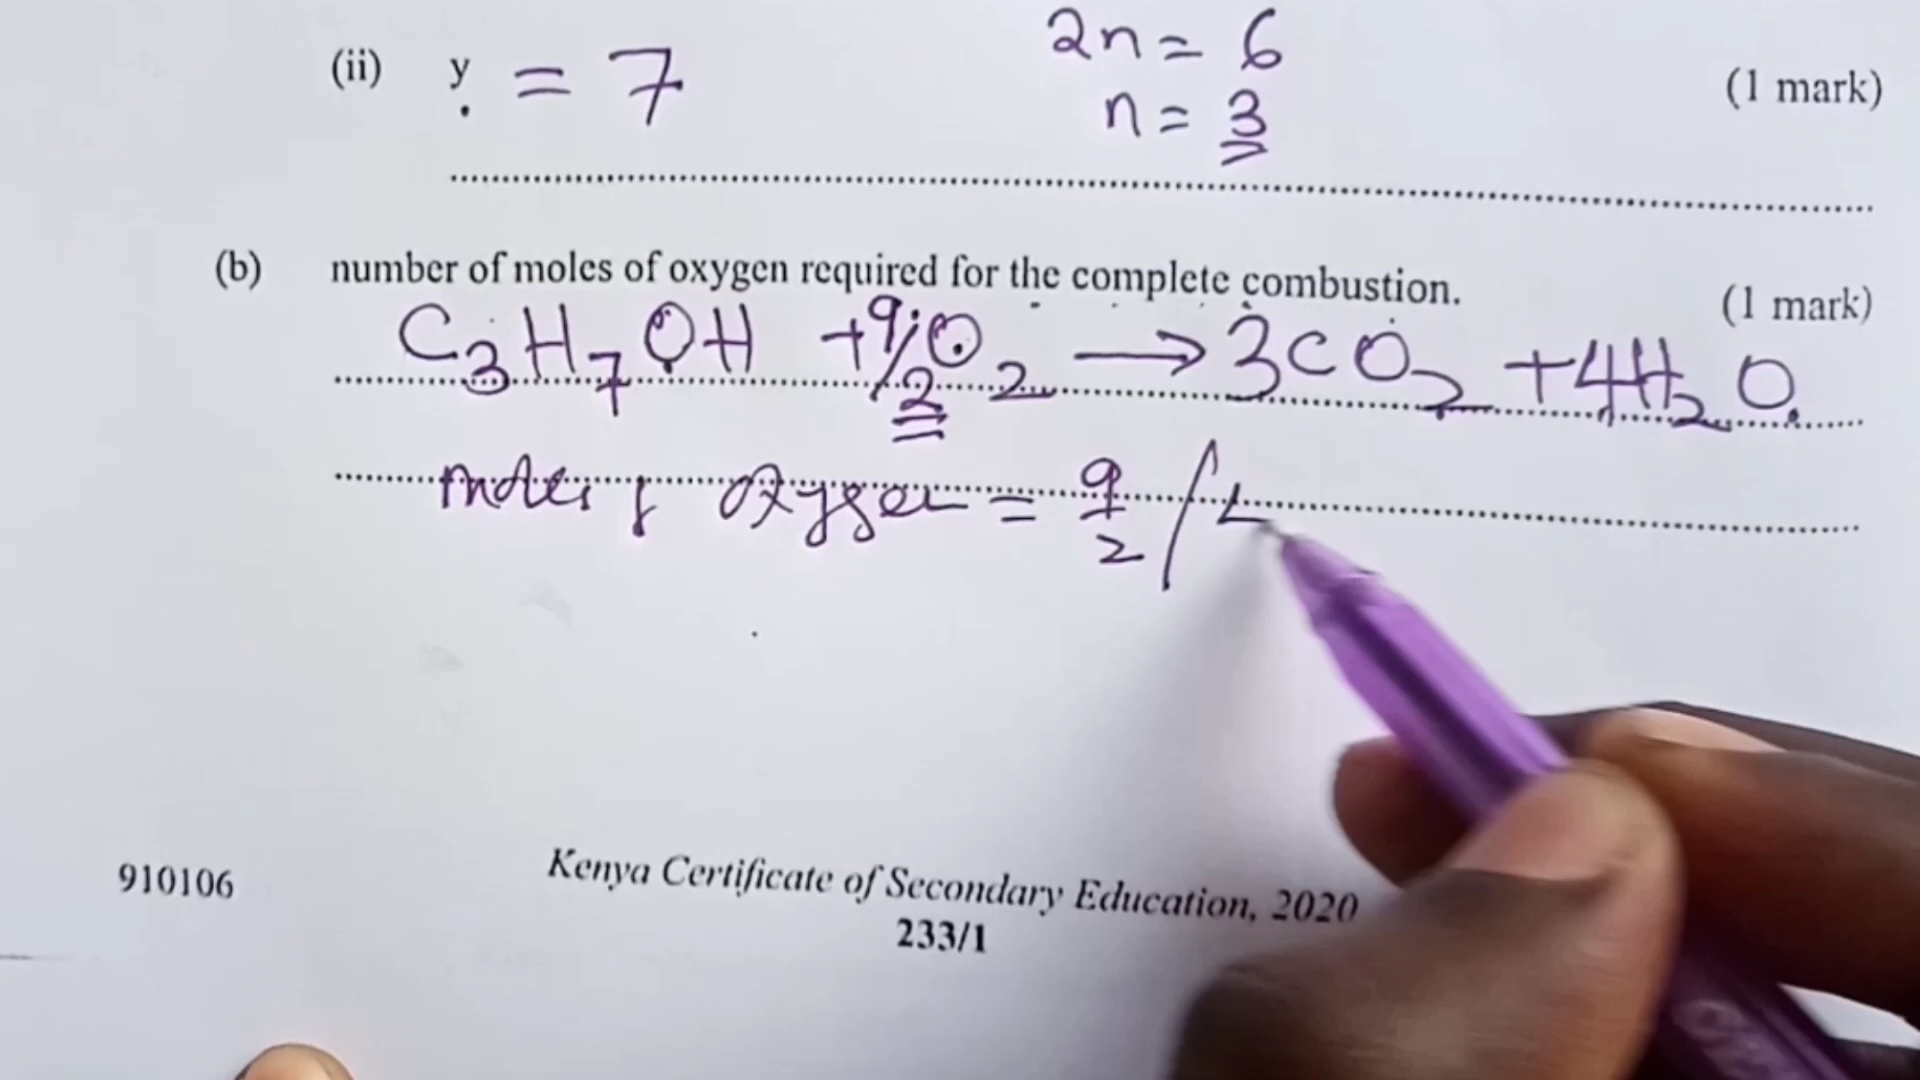 2n = 6
(ii) y = 7 (1 mark)
n = 3
(b) number of moles of oxygen required for the complete combustion. (1 mark)
C3H7OH + 9/2 O2 → 3CO2 + 4H2O
moles of oxygen = 9/2 /
910106
Kenya Certificate of Secondary Education, 2020
233/1